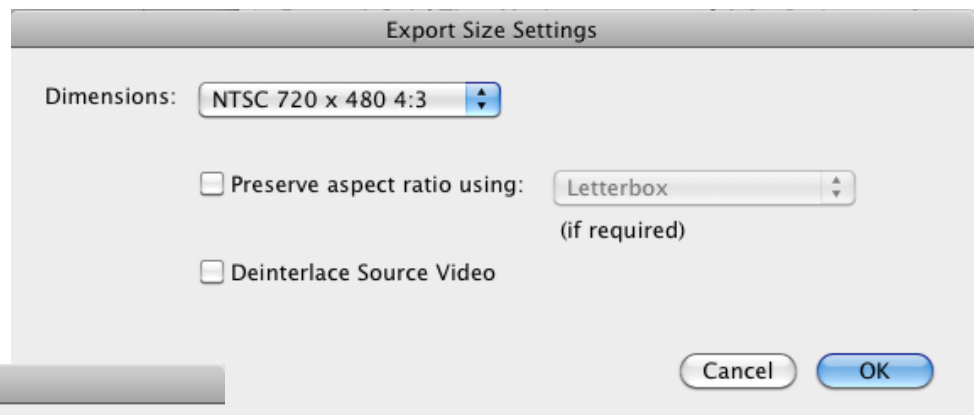 Export Size Settings
Dimensions: NTSC 720 x 480 4:3
Preserve aspect ratio using: Letterbox
(if required)
Deinterlace Source Video
Cancel OK